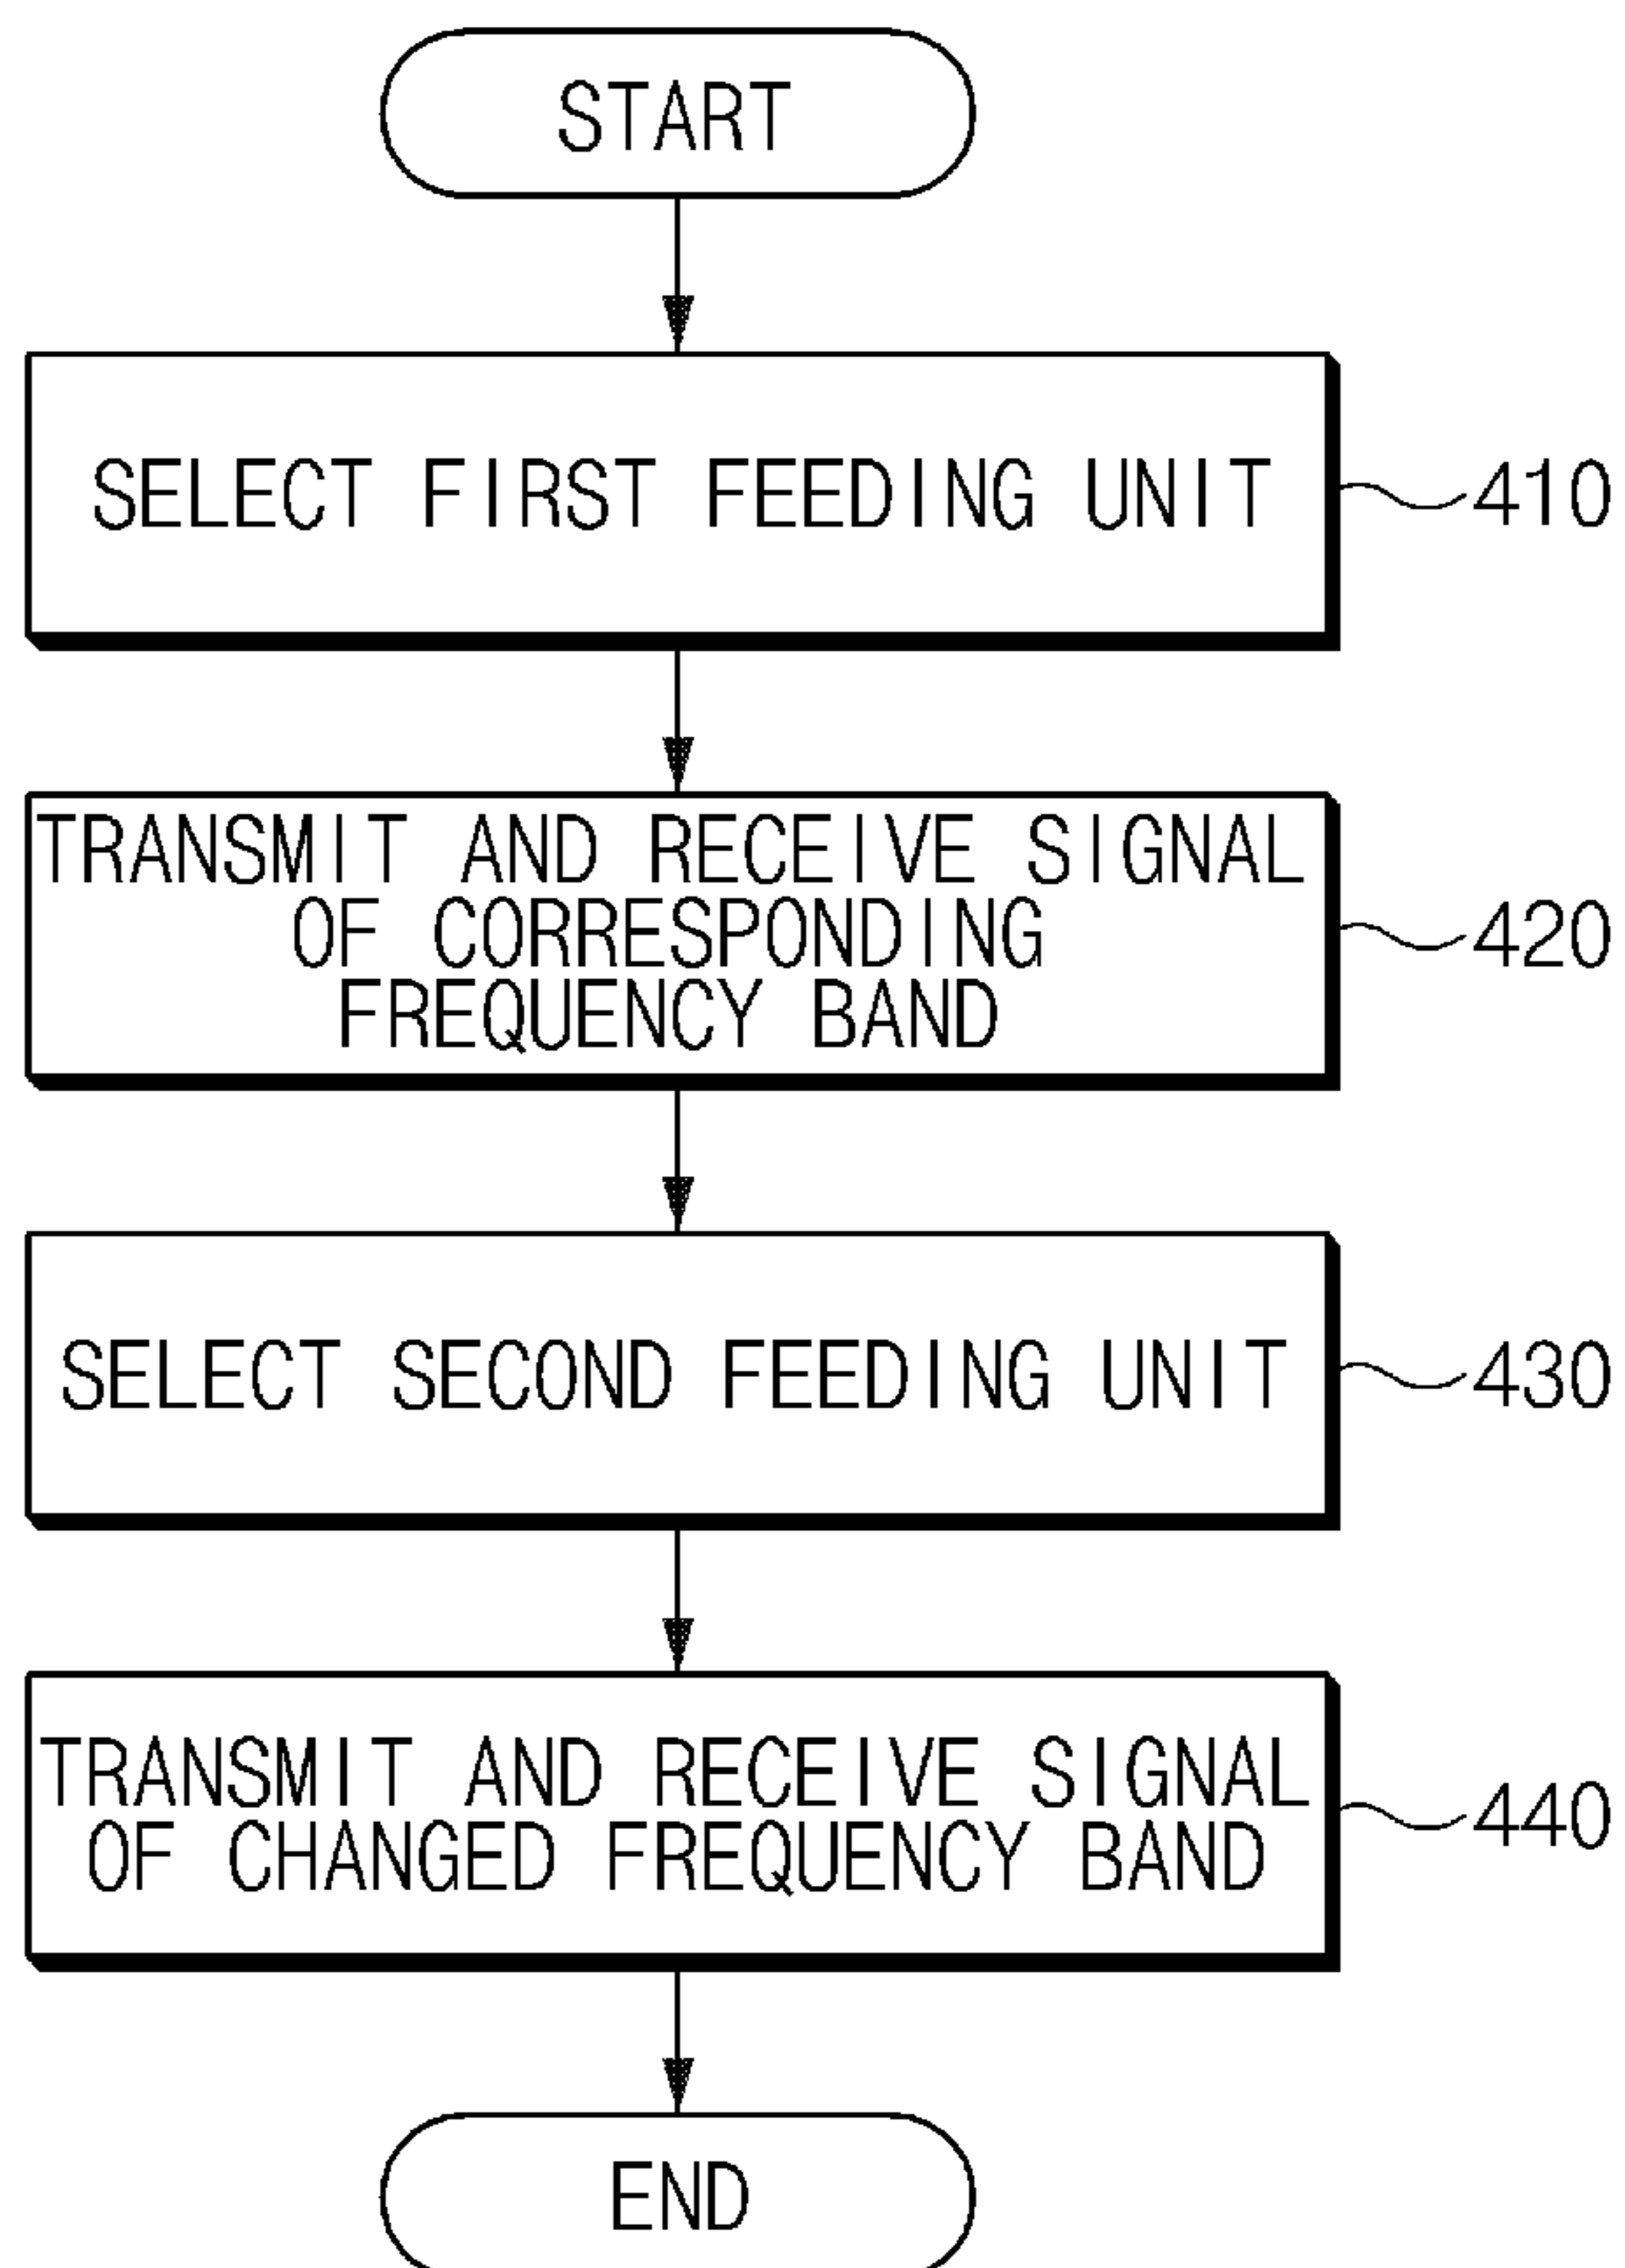 START
SELECT FIRST FEEDING UNIT
410
TRANSMIT AND RECEIVE SIGNAL
OF CORRESPONDING
FREQUENCY BAND
420
SELECT SECOND FEEDING UNIT
430
TRANSMIT AND RECEIVE SIGNAL
OF CHANGED FREQUENCY BAND
440
END